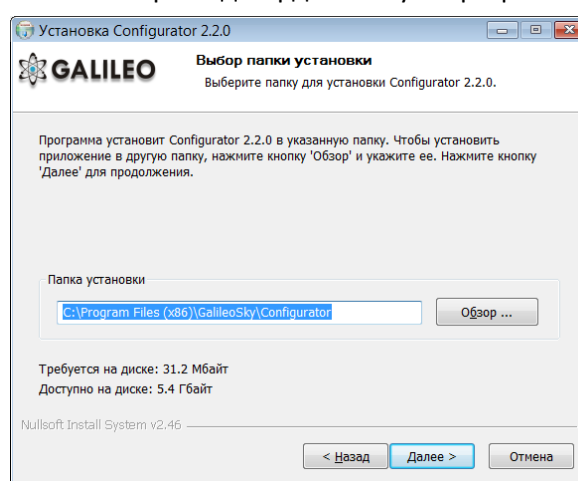 Установка Configurator 2.2.0
GALILEO
Выбор папки установки
Выберите папку для установки Configurator 2.2.0.
Программа установит Configurator 2.2.0 в указанную папку. Чтобы установить
приложение в другую папку, нажмите кнопку 'Обзор' и укажите ее. Нажмите кнопку
'Далее' для продолжения.
Папка установки
C:\Program Files (x86)\GalileoSky\Configurator
Обзор ...
Требуется на диске: 31.2 Мбайт
Доступно на диске: 5.4 Гбайт
Nullsoft Install System v2.46
< Назад
Далее >
Отмена